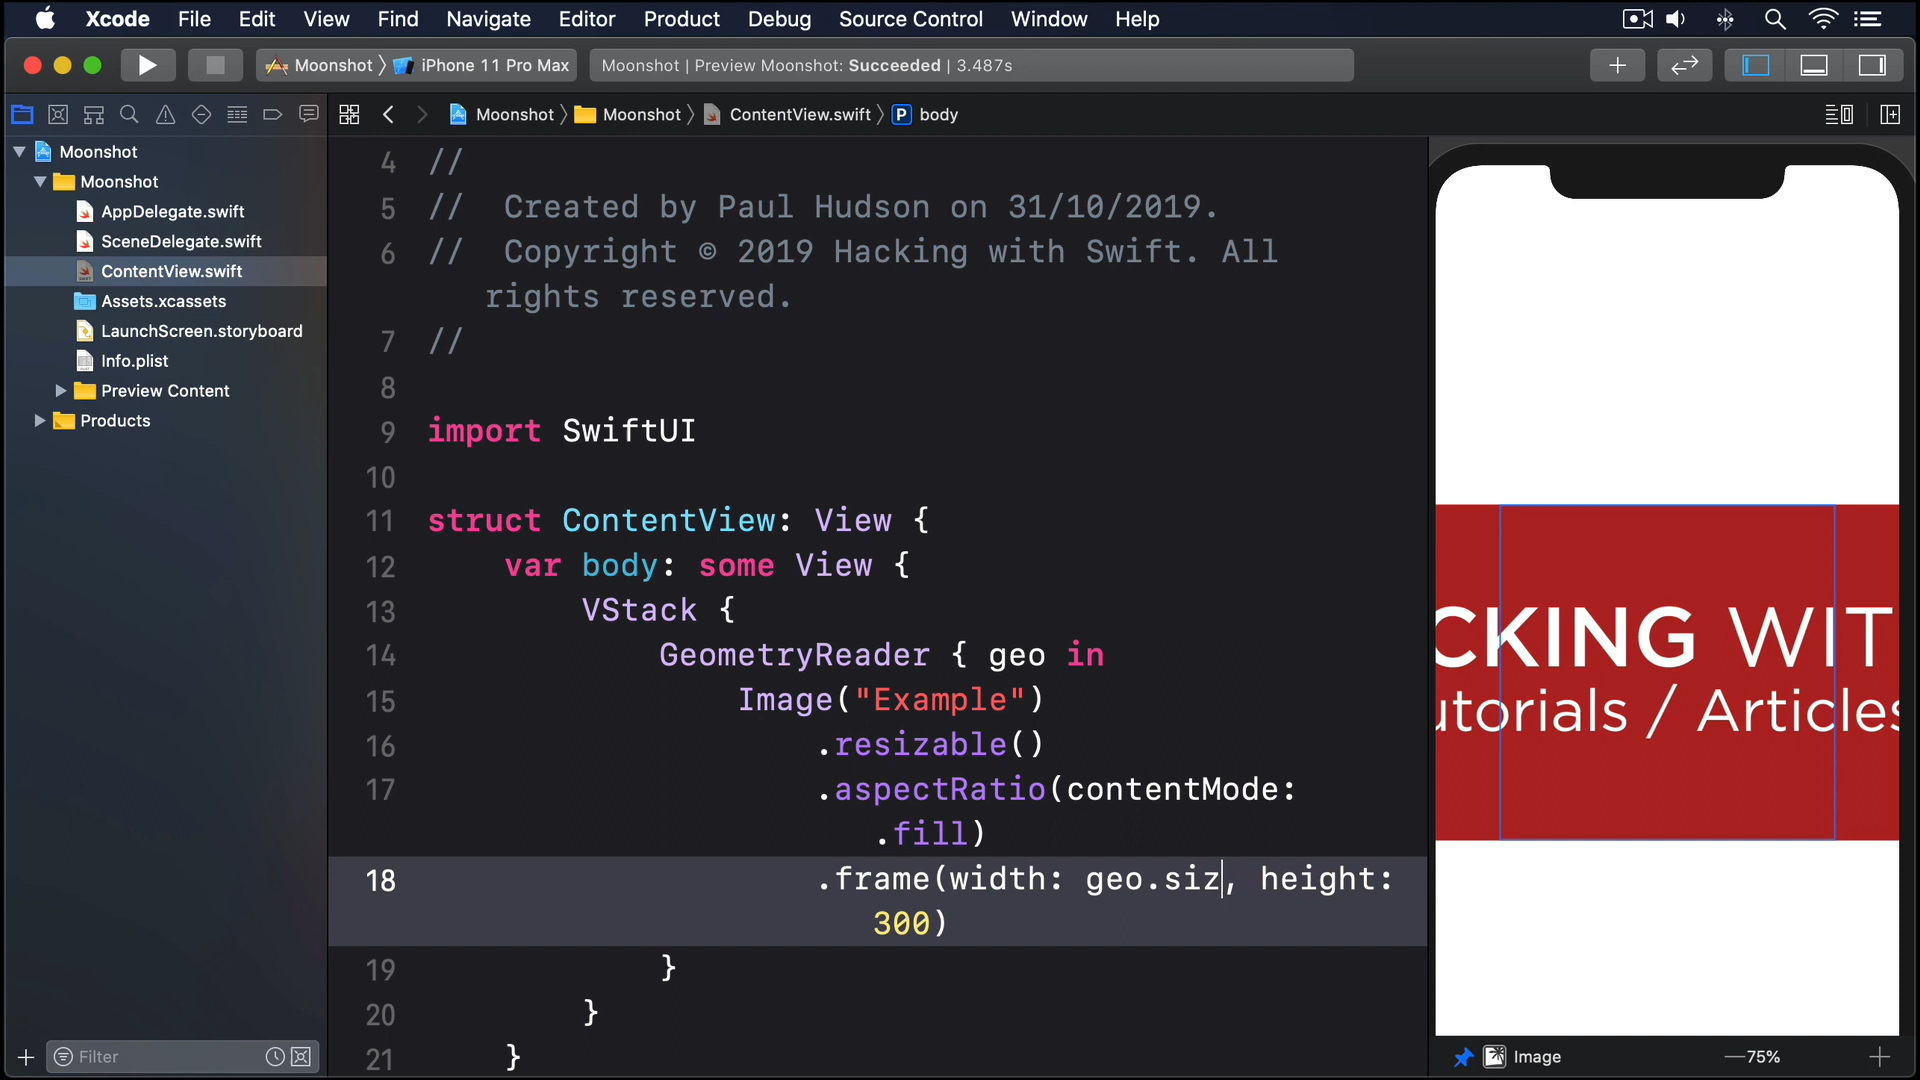 Xcode File Edit View Find Navigate Editor Product Debug Source Control Window Help
Moonshot iPhone 11 Pro Max
Moonshot | Preview Moonshot: Succeeded | 3.487s
Moonshot Moonshot ContentView.swift P body
Moonshot
Moonshot
AppDelegate.swift
SceneDelegate.swift
ContentView.swift
Assets.xcassets
LaunchScreen.storyboard
Info.plist
Preview Content
Products
Filter
4 //
5 // Created by Paul Hudson on 31/10/2019.
6 // Copyright © 2019 Hacking with Swift. All
rights reserved.
7 //
8
9 import SwiftUI
10
11 struct ContentView: View {
12 var body: some View {
13 VStack {
14 GeometryReader { geo in
15 Image("Example")
16 .resizable()
17 .aspectRatio(contentMode:
.fill)
18 .frame(width: geo.siz, height:
300)
19 }
20 }
21 }
CKING WIT
utorials / Articles
Image
75%